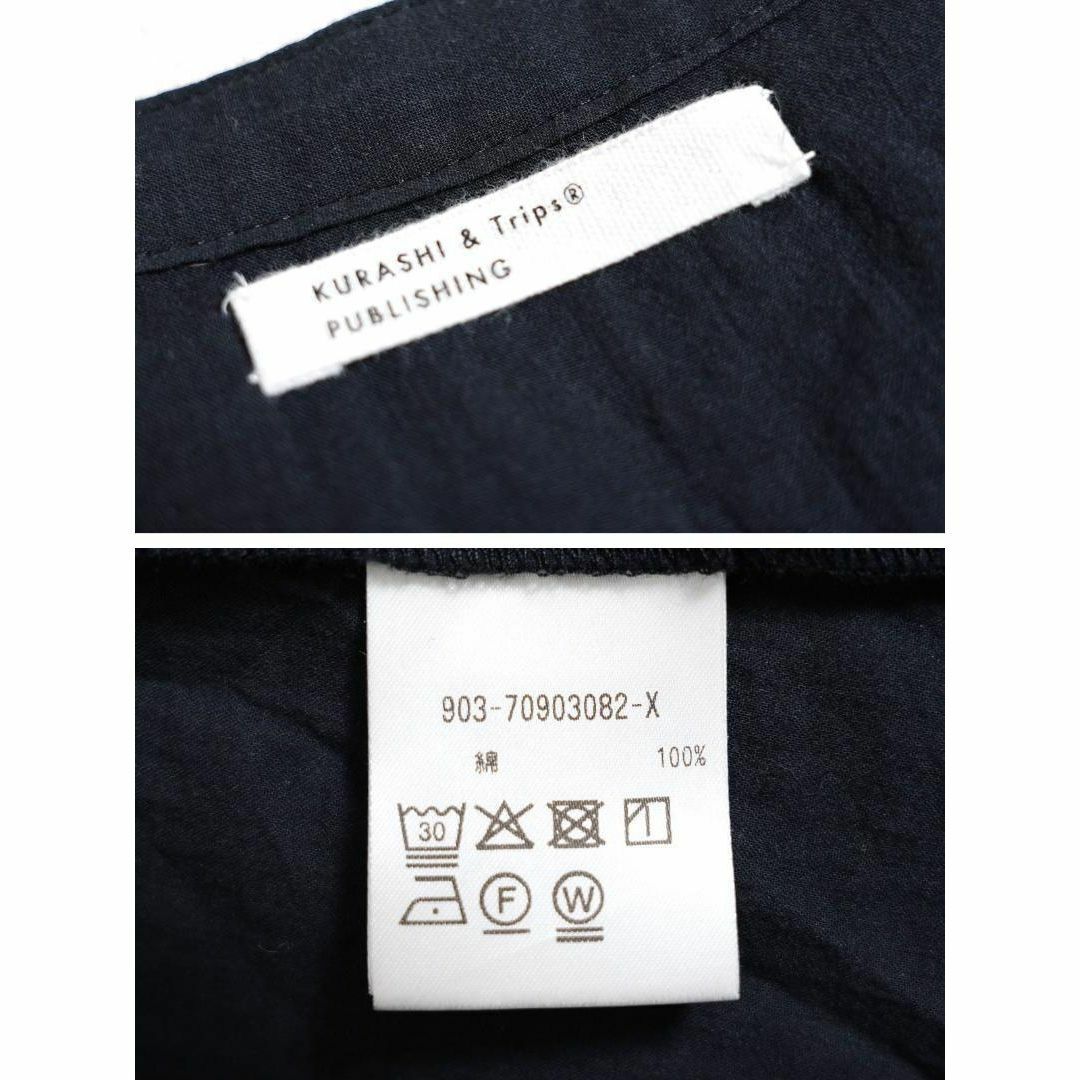 KURASHI & Trips®
PUBLISHING
903-70903082-X
綿 100%
30
F W